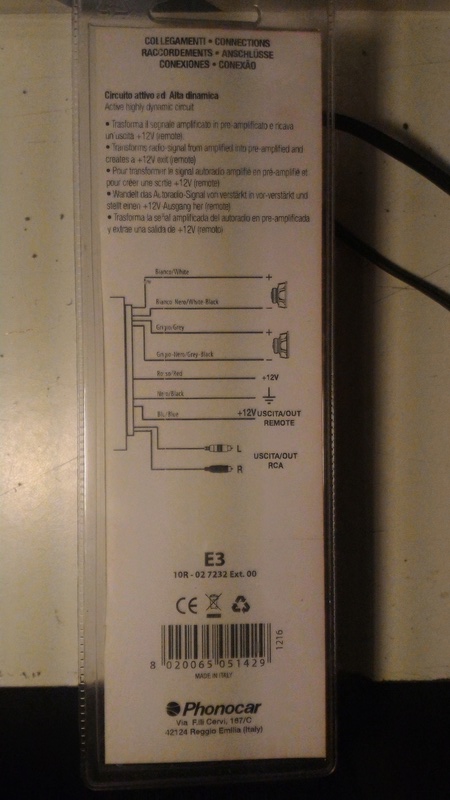 COLLEGAMENTI • CONNECTIONS
RACCORDEMENTS • ANSCHLÜSSE
CONEXIONES • CONEXÃO
Circuito attivo ad Alta dinamica
Active highly dynamic circuit
• Trasforma il segnale amplificato in pre-amplificato e ricava
un uscita +12V (remote)
• Transforms radio-signal from amplified into pre-amplified and
creates a +12V exit (remote)
• Pour transformer le signal autoradio amplifié en pré-amplifié et
pour créer une sortie +12V (remote)
• Wandelt das Autoradio-Signal von verstärkt in vor-verstärkt und
stellt einen +12V Ausgang her (remote)
• Trasforma la señal amplificada del autoradio en pre-amplificada
y extrae una salida de +12V (remoto)
Bianco/White +
Bianco-Nero/White-Black −
Grigio/Grey +
Grigio-Nero/Grey-Black −
Rosso/Red +12V
Nero/Black
Blu/Blue +12V USCITA/OUT
REMOTE
L
R
USCITA/OUT
RCA
E3
10R - 02 7232 Ext. 00
CE
1216
8 020065 051429
MADE IN ITALY
Phonocar
Via F.lli Cervi, 167/C
42124 Reggio Emilia (Italy)